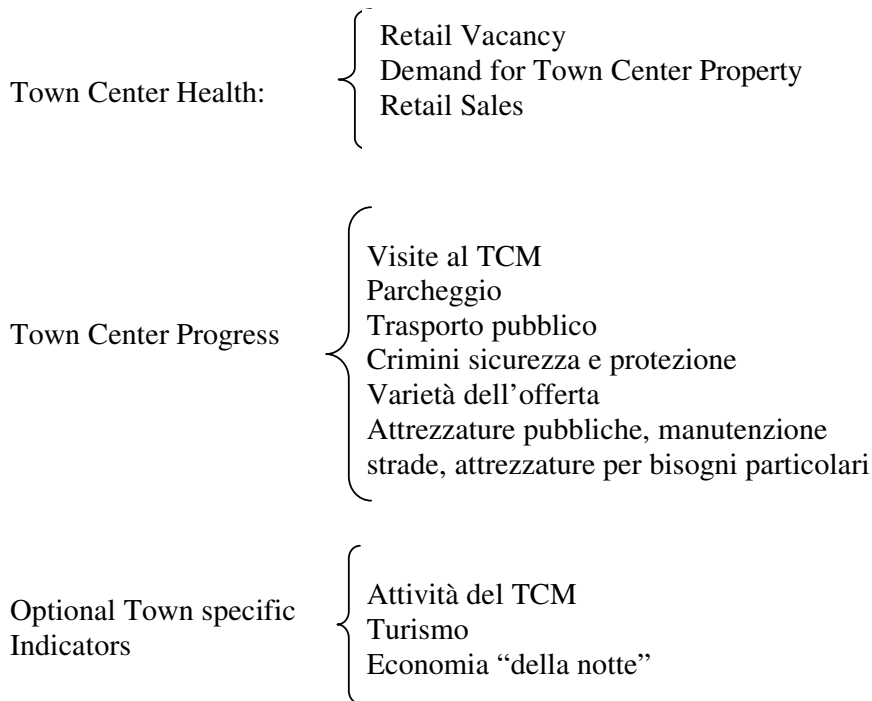 Town Center Health:
Retail Vacancy
Demand for Town Center Property
Retail Sales
Town Center Progress
Visite al TCM
Parcheggio
Trasporto pubblico
Crimini sicurezza e protezione
Varietà dell’offerta
Attrezzature pubbliche, manutenzione
strade, attrezzature per bisogni particolari
Optional Town specific
Indicators
Attività del TCM
Turismo
Economia “della notte”